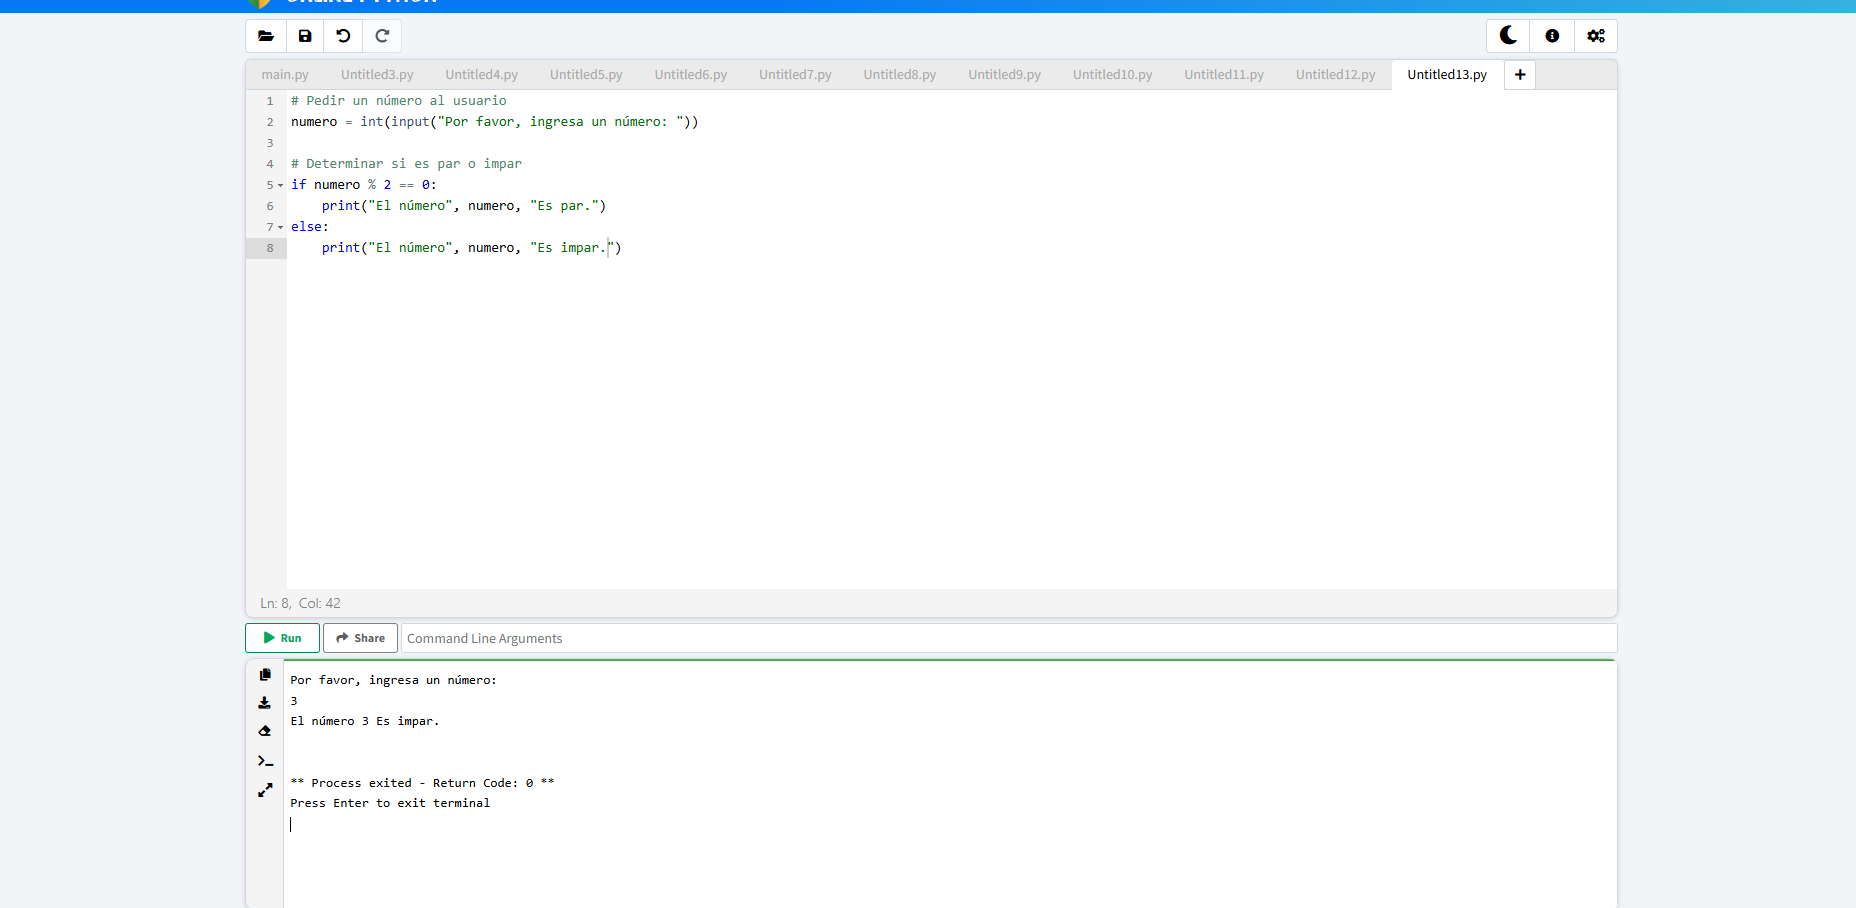 ONLINE PYTHON
main.py Untitled3.py Untitled4.py Untitled5.py Untitled6.py Untitled7.py Untitled8.py Untitled9.py Untitled10.py Untitled11.py Untitled12.py Untitled13.py +
1 # Pedir un número al usuario
2 numero = int(input("Por favor, ingresa un número: "))
3
4 # Determinar si es par o impar
5 if numero % 2 == 0:
6 print("El número", numero, "Es par.")
7 else:
8 print("El número", numero, "Es impar.")
Ln: 8, Col: 42
Run Share Command Line Arguments
Por favor, ingresa un número:
3
El número 3 Es impar.
** Process exited - Return Code: 0 **
Press Enter to exit terminal